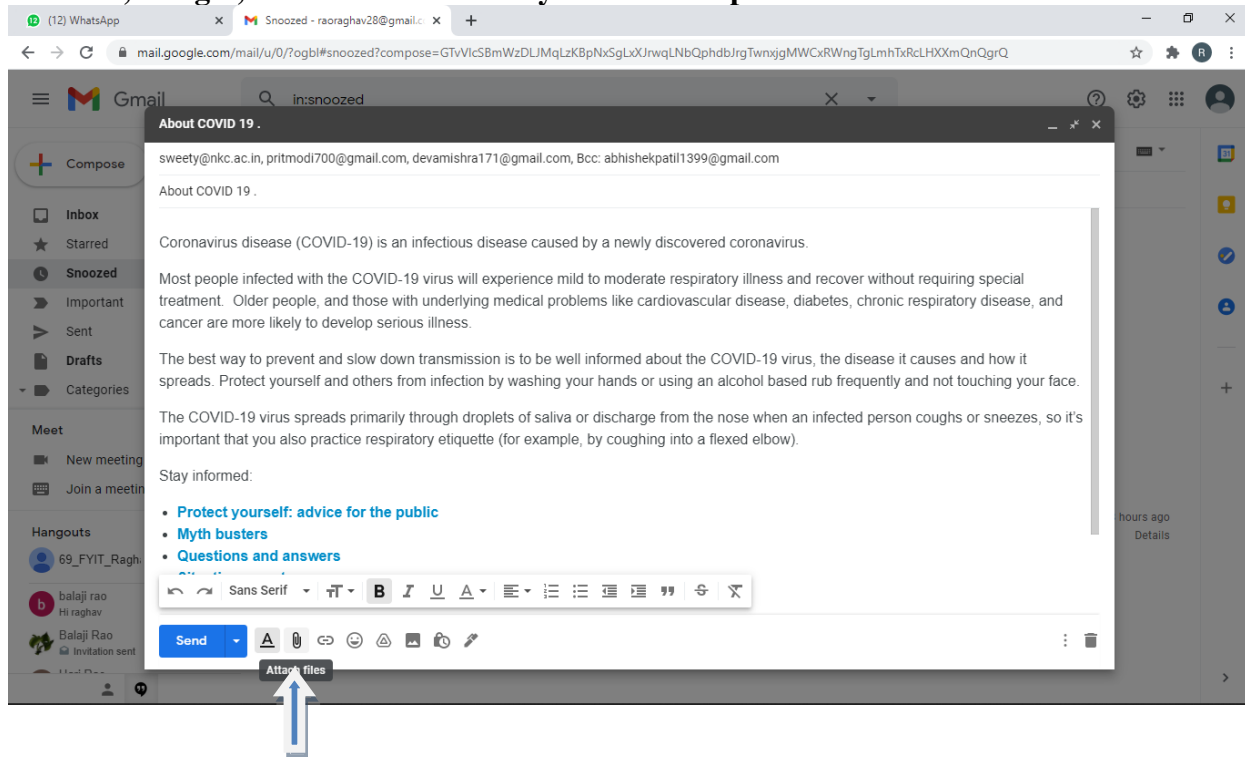 (12) WhatsApp
Snoozed - raoraghav28@gmail.c
mail.google.com/mail/u/0/?ogbl#snoozed?compose=GTvVlcSBmWzDLJMqLzKBpNxSgLxXJrwqLNbQphdbJrgTwnxjgMWCxRWngTgLmhTxRcLHXXmQnQgrQ
R
Gmail
in:snoozed
About COVID 19 .
Compose
sweety@nkc.ac.in, pritmodi700@gmail.com, devamishra171@gmail.com, Bcc: abhishekpatil1399@gmail.com
31
About COVID 19 .
Inbox
Starred
Snoozed
Important
Sent
Drafts
Categories
Coronavirus disease (COVID-19) is an infectious disease caused by a newly discovered coronavirus.
Most people infected with the COVID-19 virus will experience mild to moderate respiratory illness and recover without requiring special
treatment. Older people, and those with underlying medical problems like cardiovascular disease, diabetes, chronic respiratory disease, and
cancer are more likely to develop serious illness.
The best way to prevent and slow down transmission is to be well informed about the COVID-19 virus, the disease it causes and how it
spreads. Protect yourself and others from infection by washing your hands or using an alcohol based rub frequently and not touching your face.
The COVID-19 virus spreads primarily through droplets of saliva or discharge from the nose when an infected person coughs or sneezes, so it's
important that you also practice respiratory etiquette (for example, by coughing into a flexed elbow).
Stay informed:
Protect yourself: advice for the public
Myth busters
Questions and answers
Meet
New meeting
Join a meetin
Hangouts
69_FYIT_Ragh
b
balaji rao
Hi raghav
Balaji Rao
Invitation sent
hours ago
Details
Sans Serif
B I U A
Send
Attach files